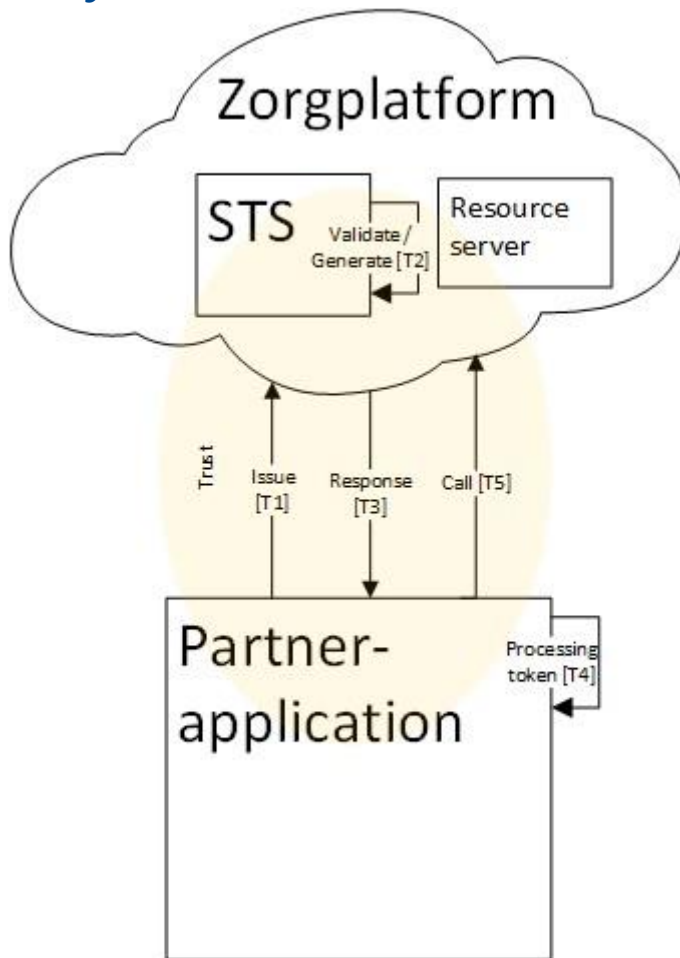 Zorgplatform
STS
Validate/
Generate [T2]
Resource
server
Trust
Issue
[T1]
Response
[T3]
Call [T5]
Partner-
application
Processing
token [T4]